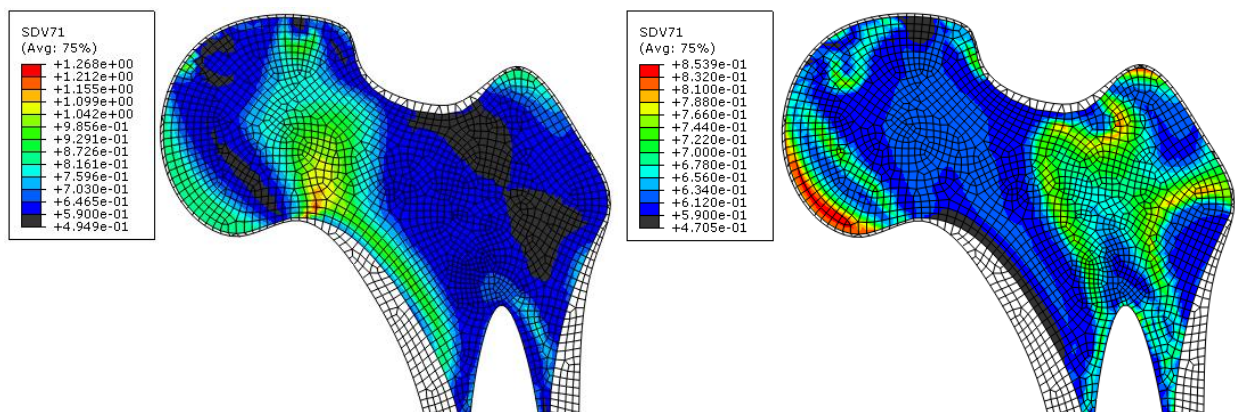 SDV71
(Avg: 75%)
+1.268e+00
+1.212e+00
+1.155e+00
+1.099e+00
+1.042e+00
+9.856e-01
+9.291e-01
+8.726e-01
+8.161e-01
+7.596e-01
+7.030e-01
+6.465e-01
+5.900e-01
+4.949e-01
SDV71
(Avg: 75%)
+8.539e-01
+8.320e-01
+8.100e-01
+7.880e-01
+7.660e-01
+7.440e-01
+7.220e-01
+7.000e-01
+6.780e-01
+6.560e-01
+6.340e-01
+6.120e-01
+5.900e-01
+4.705e-01